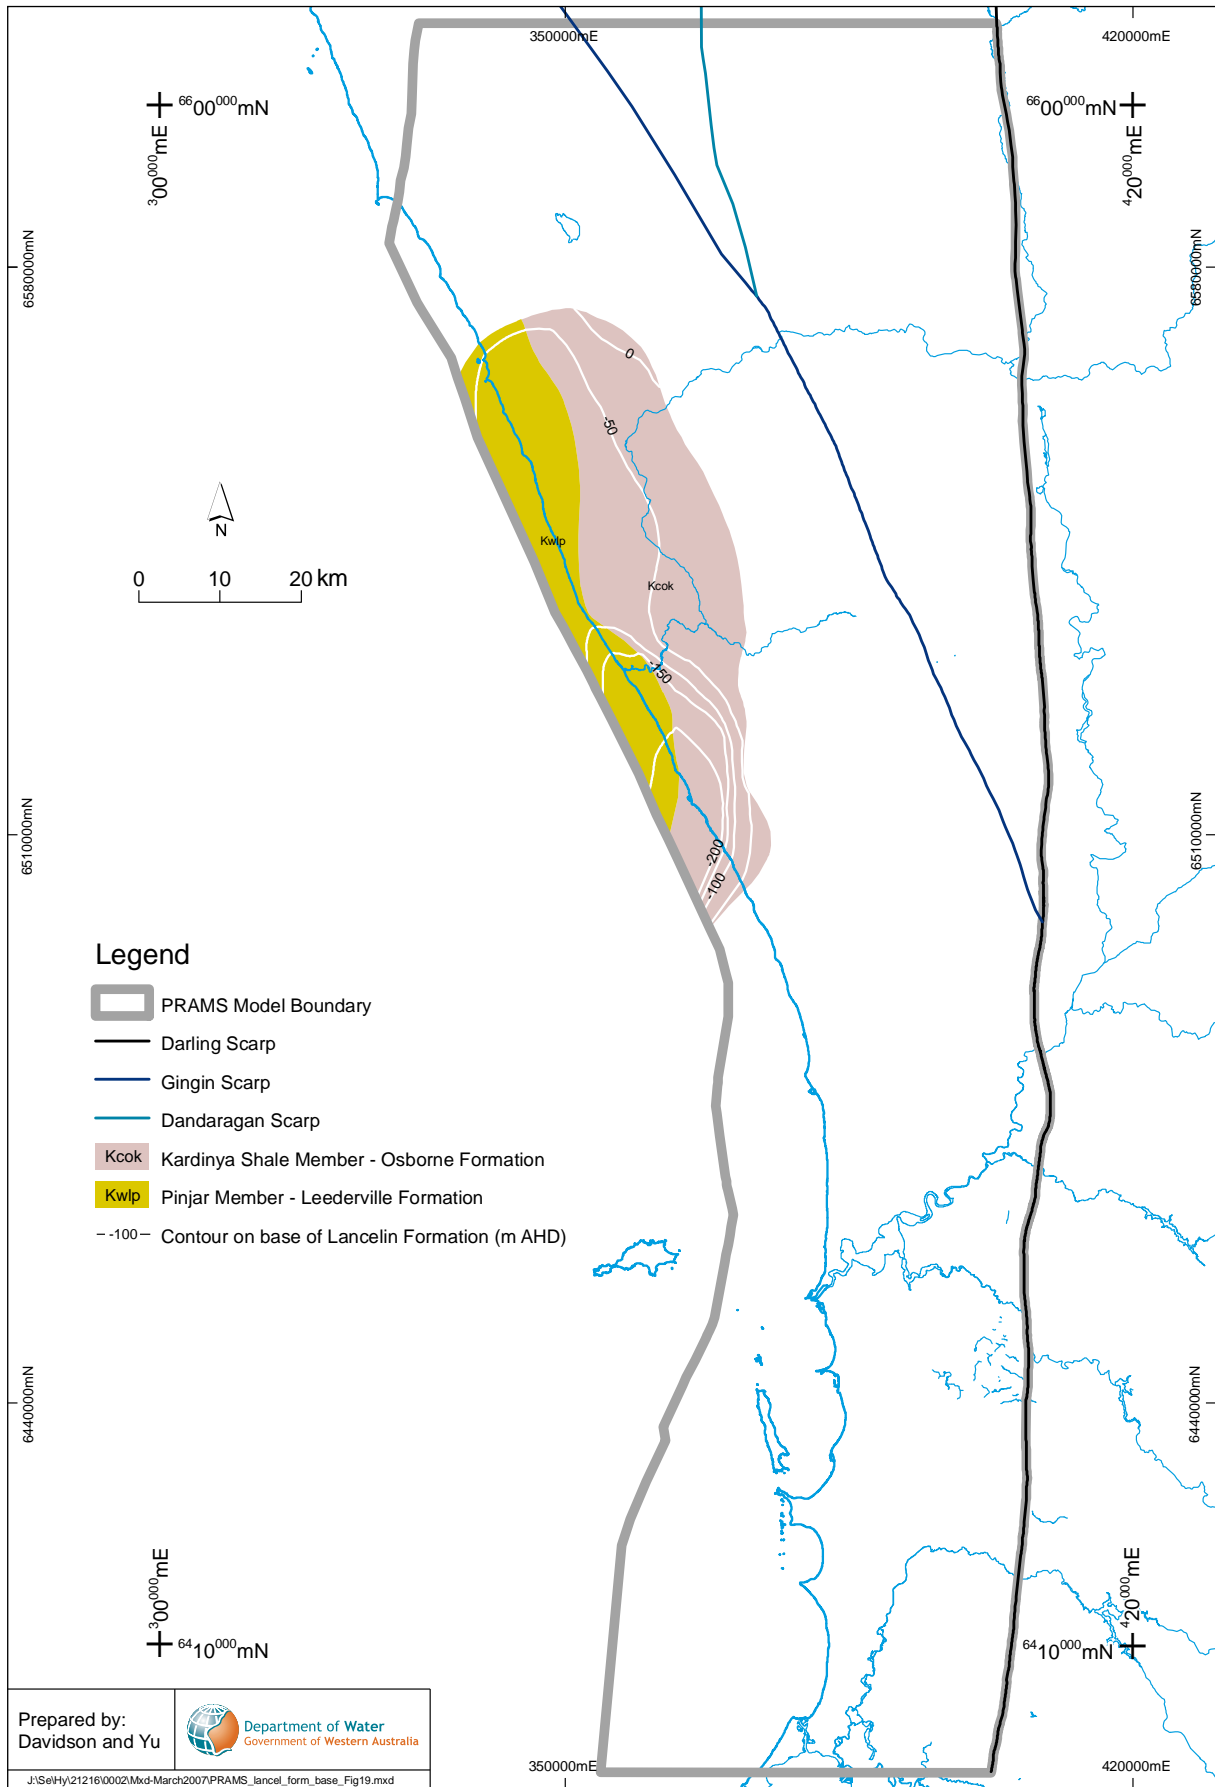 350000mE
420000mE
6600000mN
6600000mN
300000mE
420000mE
6580000mN
6580000mN
0
-50
N
Kwlp
0 10 20 km
Kcok
-150
6510000mN
6510000mN
-200
-100
Legend
PRAMS Model Boundary
Darling Scarp
Gingin Scarp
Dandaragan Scarp
Kcok Kardinya Shale Member - Osborne Formation
Kwlp Pinjar Member - Leederville Formation
-100 Contour on base of Lancelin Formation (m AHD)
6440000mN
6440000mN
300000mE
420000mE
6410000mN
6410000mN
Prepared by:
Davidson and Yu
Department of Water
Government of Western Australia
350000mE
420000mE
J:\Se\Hy\21216\0002\Mxd-March2007\PRAMS_lancel_form_base_Fig19.mxd